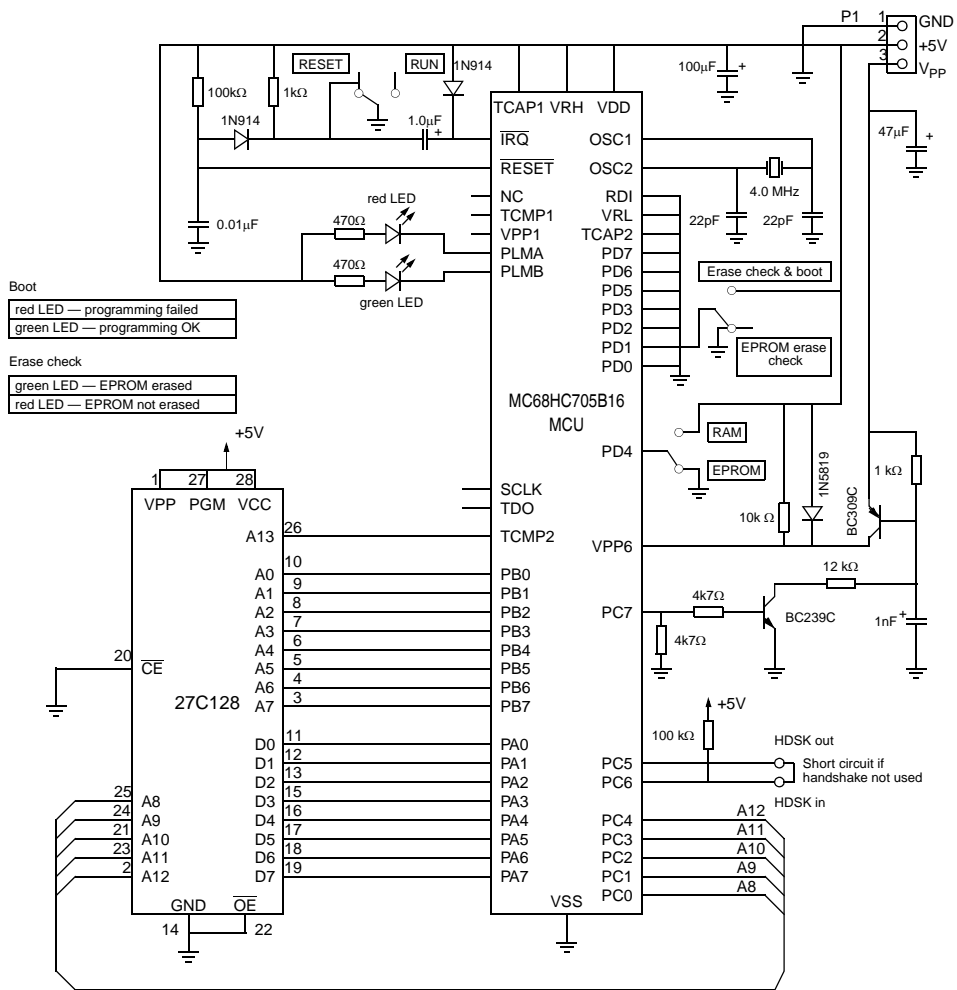 P1
1
GND
2
+5V
3
VPP
RESET
RUN
1N914
100µF
+
100kΩ
1kΩ
1N914
1.0µF
+
TCAP1 VRH VDD
47µF
+
IRQ
OSC1
RESET
OSC2
4.0 MHz
NC
RDI
TCMP1
VRL
22pF
22pF
0.01µF
red LED
470Ω
VPP1
TCAP2
PLMA
PD7
470Ω
PLMB
PD6
Erase check & boot
green LED
PD5
PD3
PD2
PD1
EPROM erase
check
PD0
Boot
red LED — programming failed
green LED — programming OK
Erase check
green LED — EPROM erased
red LED — EPROM not erased
MC68HC705B16
MCU
RAM
PD4
EPROM
+5V
1 kΩ
1N5819
BC309C
10k Ω
1
27
28
VPP PGM VCC
SCLK
TDO
A13
26
TCMP2
VPP6
12 kΩ
A0
10
PB0
A1
9
PB1
A2
8
PB2
PC7
4k7Ω
BC239C
1nF
+
A3
7
PB3
4k7Ω
A4
6
PB4
20
CE
A5
5
PB5
A6
4
PB6
27C128
A7
3
PB7
+5V
100 kΩ
HDSK out
D0
11
PA0
D1
12
PA1
PC5
Short circuit if
handshake not used
D2
13
PA2
PC6
HDSK in
25
A8
D3
15
PA3
24
A9
D4
16
PA4
PC4
A12
21
A10
D5
17
PA5
PC3
A11
23
A11
D6
18
PA6
PC2
A10
2
A12
D7
19
PA7
PC1
A9
PC0
A8
GND
OE
VSS
14
22